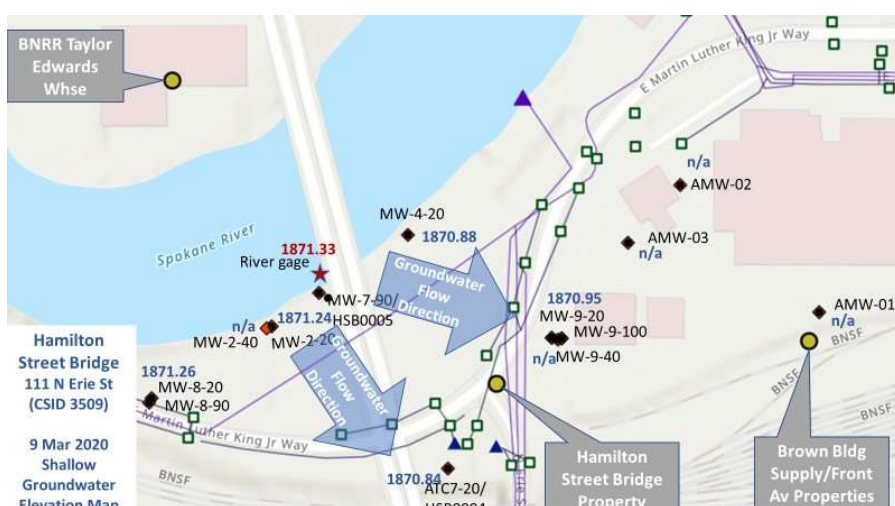 BNRR Taylor
Edwards
Whse
E Martin Luther King Jr Way
n/a
AMW-02
MW-4-20
1870.88
AMW-03
n/a
Spokane River
1871.33
River gage
Groundwater
Flow
Direction
MW-7-90/
HSB0005
1871.24
n/a
MW-2-20
MW-2-40
1870.95
MW-9-20
MW-9-100
n/a
MW-9-40
AMW-01
n/a
BNSF
BNSF
BNSF
Hamilton
Street Bridge
111 N Erie St
(CSID 3509)
9 Mar 2020
Shallow
Groundwater
Elevation Map
1871.26
MW-8-20
MW-8-90
Groundwater
Flow
Direction
Martin Luther King Jr Way
BNSF
1870.84
ATC7-20/
Hamilton
Street Bridge
Property
Brown Bldg
Supply/Front
Av Properties